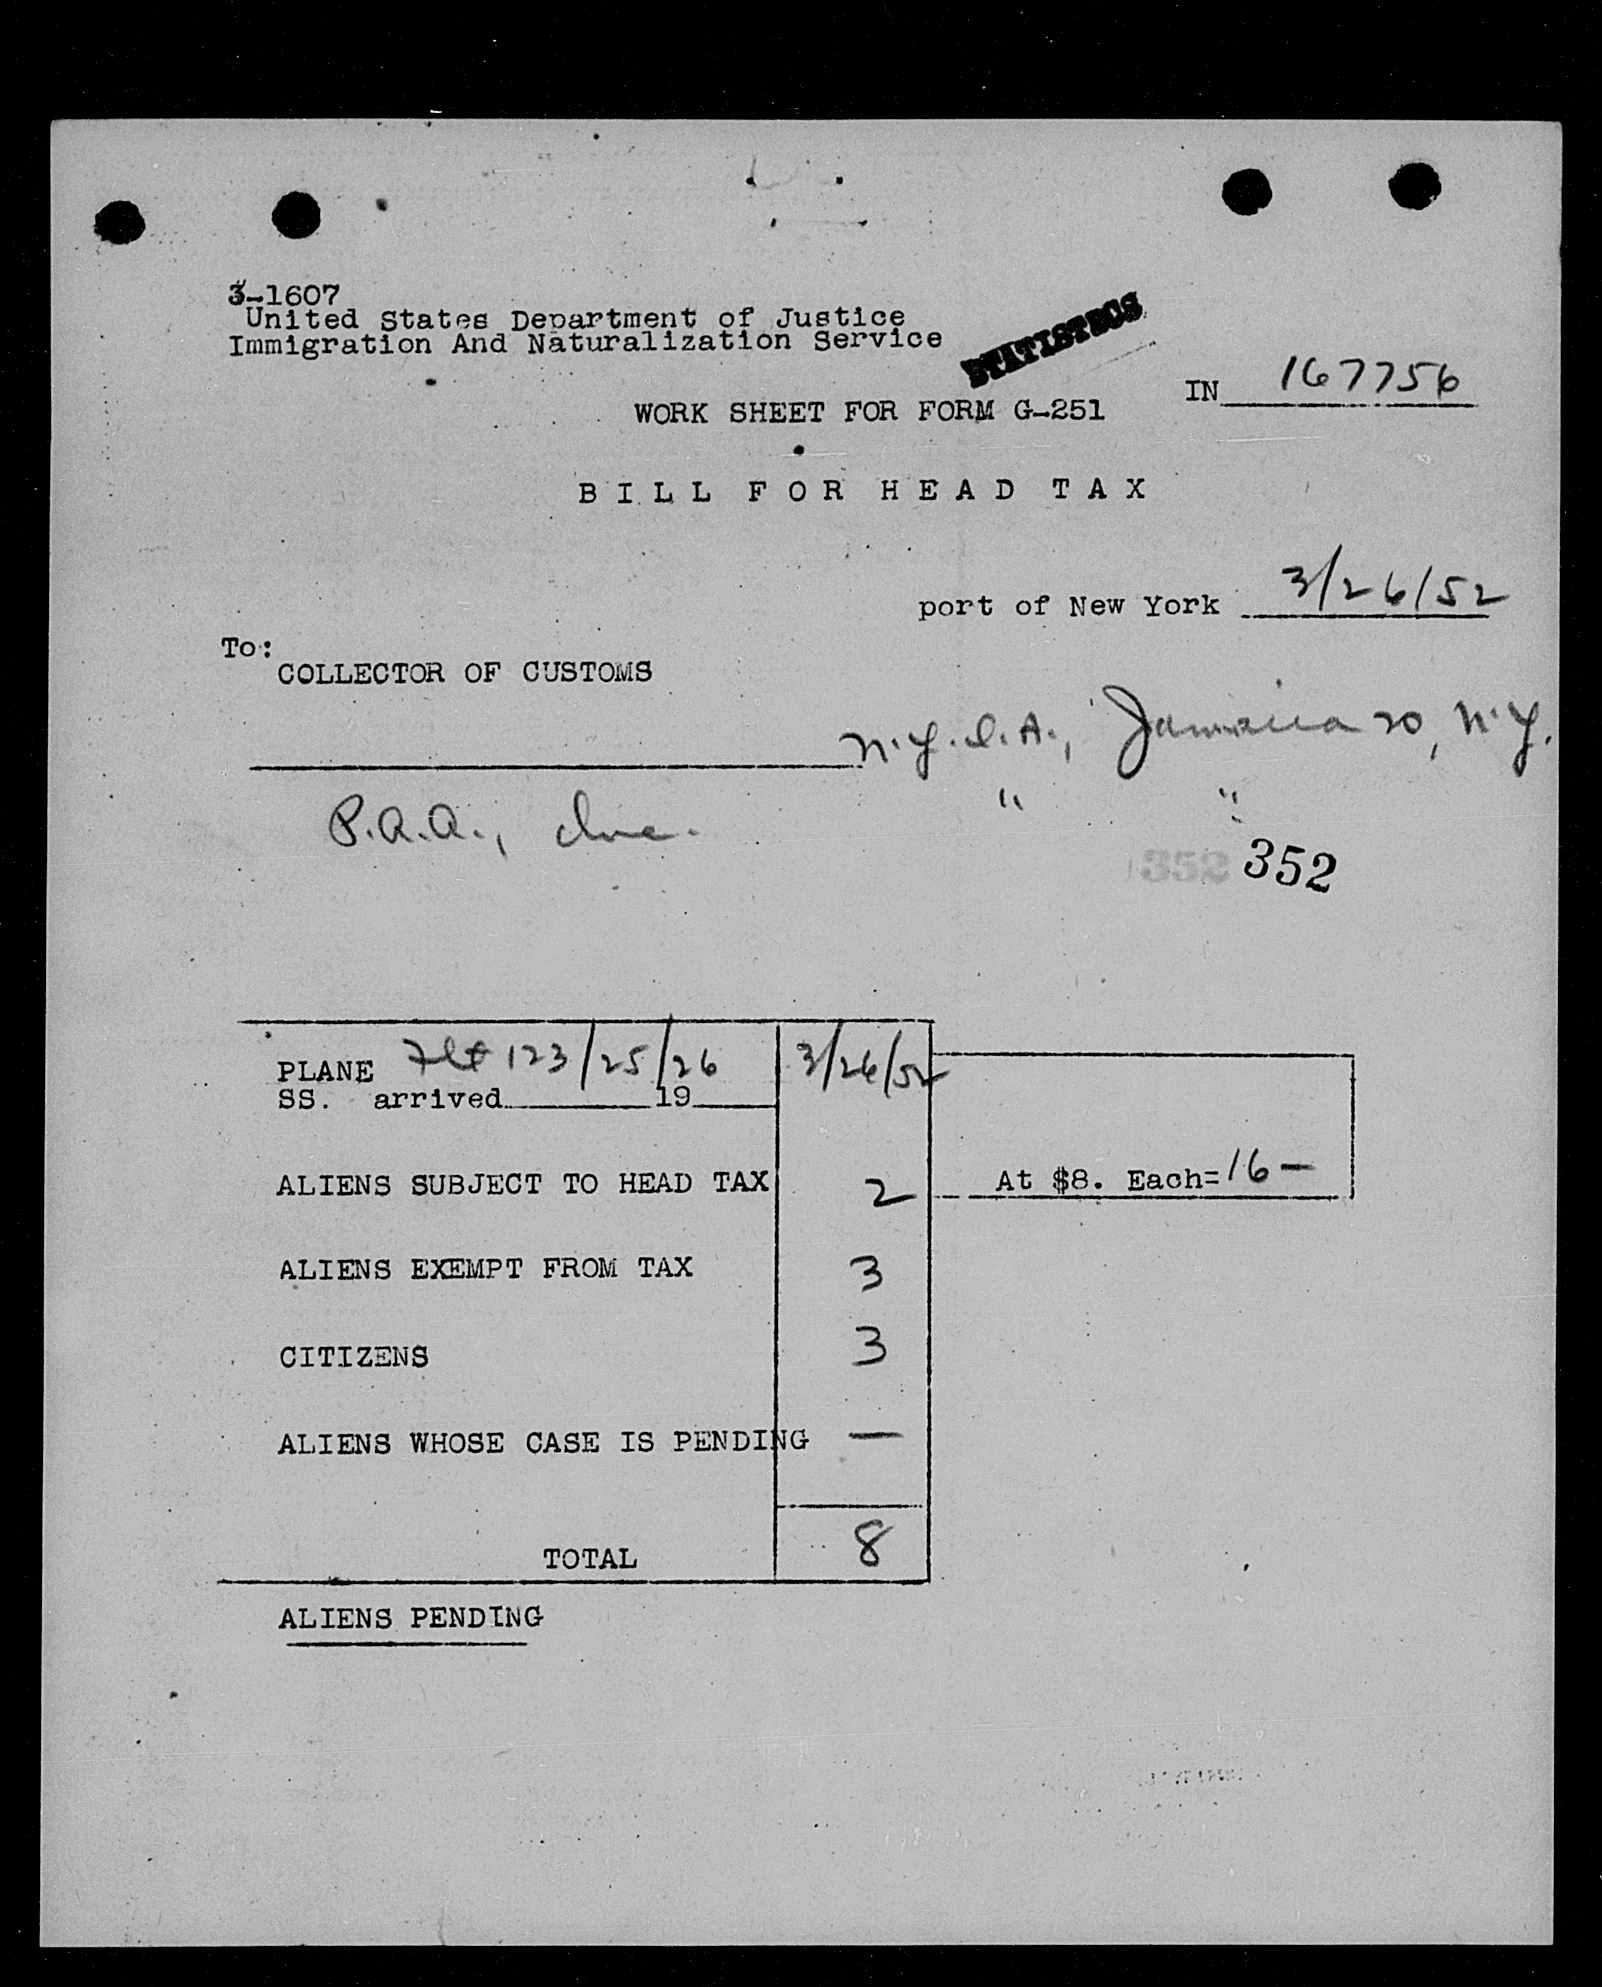 3-1607
United States Department of Justice
Immigration And Naturalization Service
STATISTICS
IN 167756
WORK SHEET FOR FORM G-251
BILL FOR HEAD TAX
port of New York 3/26/52
To:
COLLECTOR OF CUSTOMS
N.Y.I.A., Jamaica 20, N.Y.
P.A.A., Inc. " "
352 352
PLANE Flt 123/25/26 3/26/52
SS. arrived 19
ALIENS SUBJECT TO HEAD TAX 2 At $8. Each= 16 —
ALIENS EXEMPT FROM TAX 3
CITIZENS 3
ALIENS WHOSE CASE IS PENDING —
TOTAL 8
ALIENS PENDING